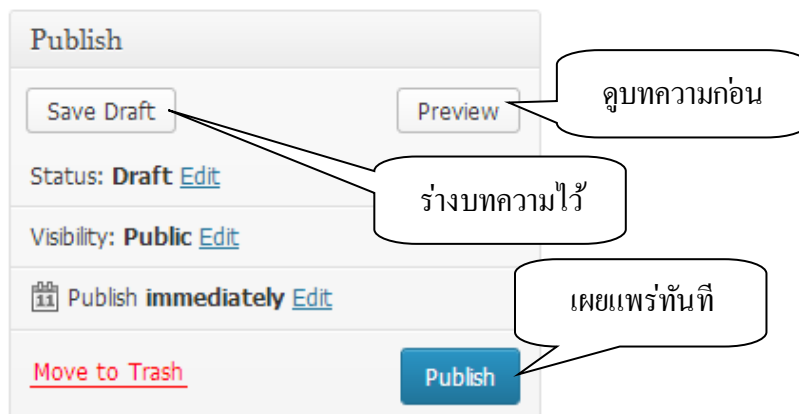 Publish
Save Draft
Preview
ดูบทความก่อน
Status: Draft Edit
ร่างบทความไว้
Visibility: Public Edit
11 Publish immediately Edit
เผยแพร่ทันที
Move to Trash
Publish